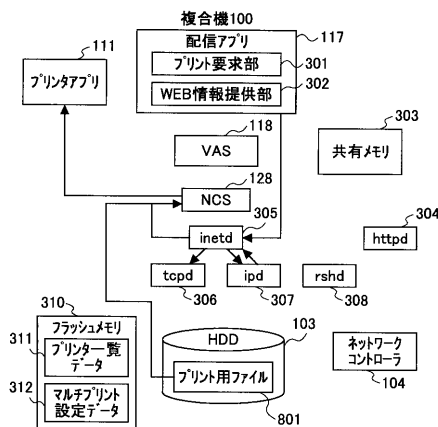 複合機100
111
117
配信アプリ
プリンタアプリ
プリント要求部
301
WEB情報提供部
302
118
303
VAS
共有メモリ
128
NCS
304
305
httpd
inetd
tcpd
ipd
rshd
306
307
308
310
フラッシュメモリ
103
311
プリンタ一覧
データ
HDD
ネットワーク
コントローラ
312
マルチプリント
設定データ
プリント用ファイル
104
801